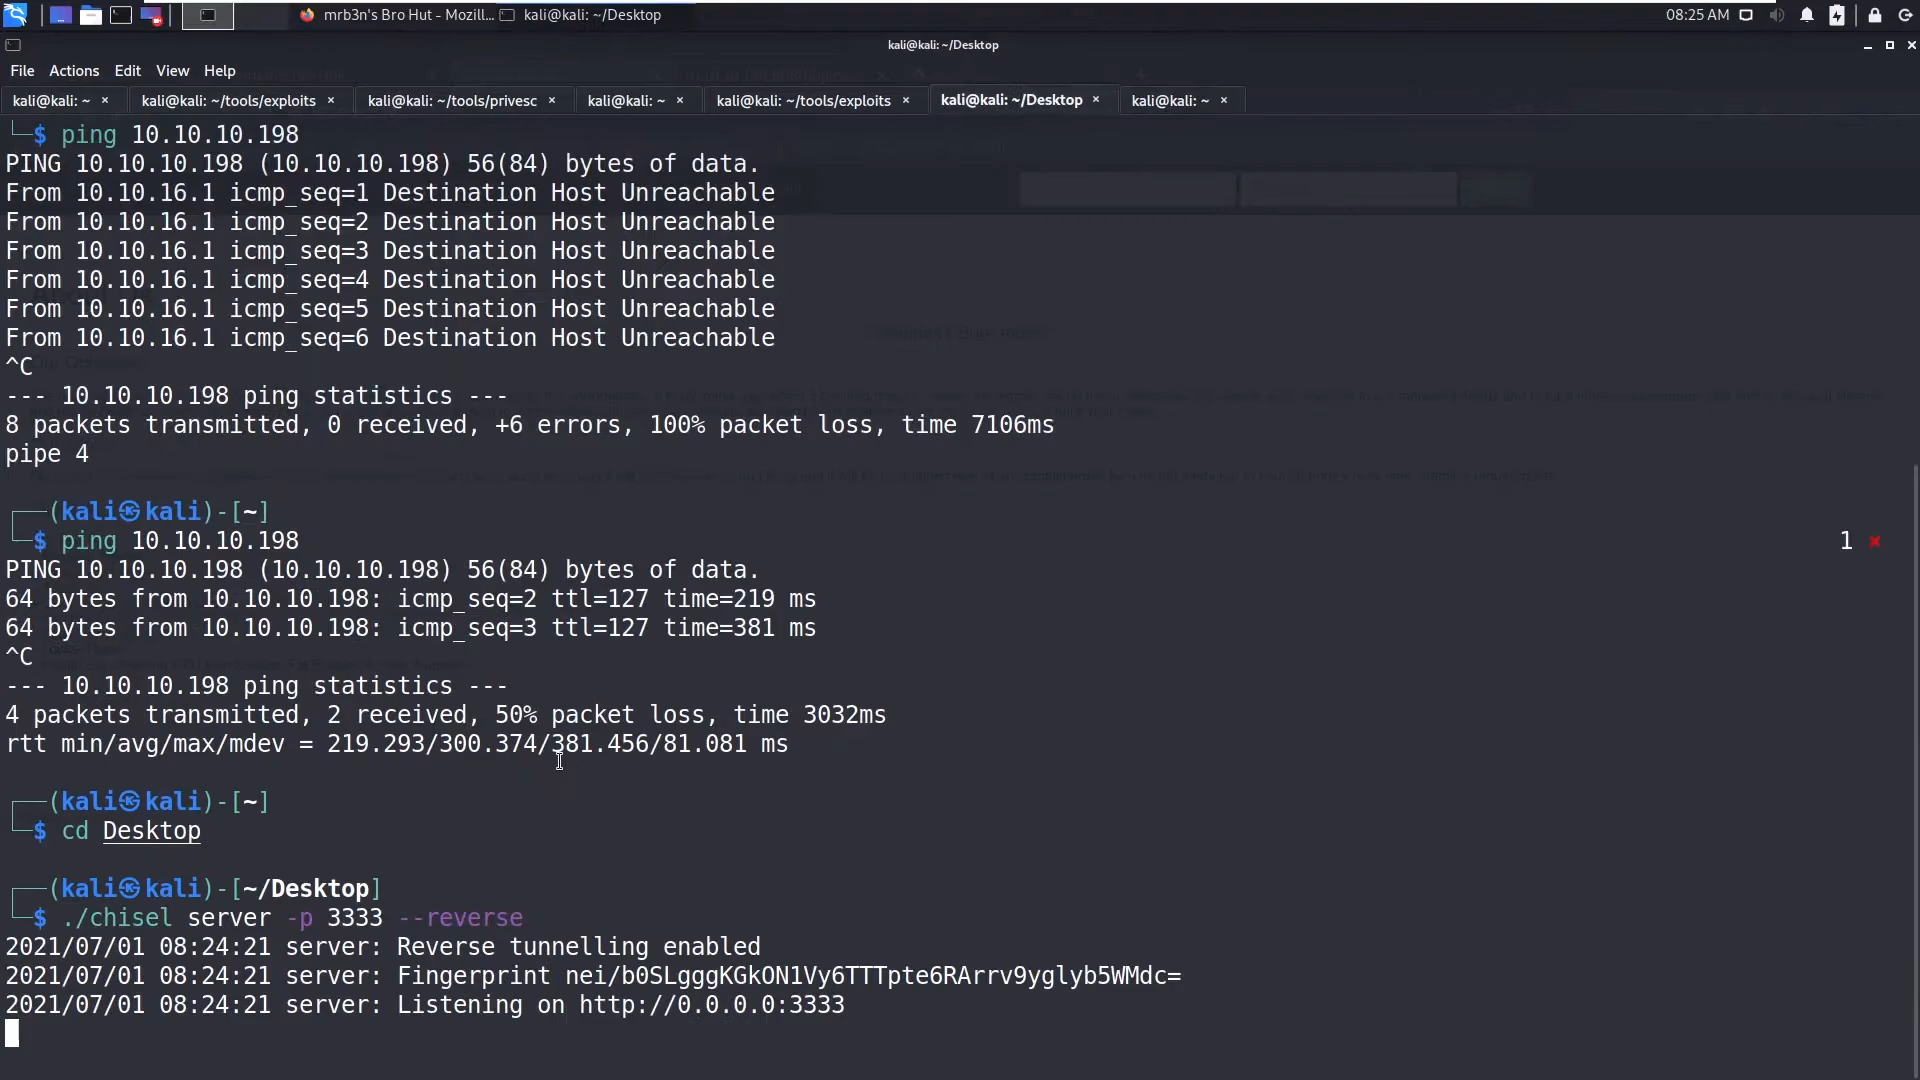 mrb3n's Bro Hut - Mozill...
kali@kali: ~/Desktop
08:25 AM
kali@kali: ~/Desktop
File Actions Edit View Help
kali@kali: ~ × kali@kali: ~/tools/exploits × kali@kali: ~/tools/privesc × kali@kali: ~ × kali@kali: ~/tools/exploits × kali@kali: ~/Desktop × kali@kali: ~ ×
└─$ ping 10.10.10.198
PING 10.10.10.198 (10.10.10.198) 56(84) bytes of data.
From 10.10.16.1 icmp_seq=1 Destination Host Unreachable
From 10.10.16.1 icmp_seq=2 Destination Host Unreachable
From 10.10.16.1 icmp_seq=3 Destination Host Unreachable
From 10.10.16.1 icmp_seq=4 Destination Host Unreachable
From 10.10.16.1 icmp_seq=5 Destination Host Unreachable
From 10.10.16.1 icmp_seq=6 Destination Host Unreachable
^C
--- 10.10.10.198 ping statistics ---
8 packets transmitted, 0 received, +6 errors, 100% packet loss, time 7106ms
pipe 4
┌──(kali㉿kali)-[~]
└─$ ping 10.10.10.198 1 ×
PING 10.10.10.198 (10.10.10.198) 56(84) bytes of data.
64 bytes from 10.10.10.198: icmp_seq=2 ttl=127 time=219 ms
64 bytes from 10.10.10.198: icmp_seq=3 ttl=127 time=381 ms
^C
--- 10.10.10.198 ping statistics ---
4 packets transmitted, 2 received, 50% packet loss, time 3032ms
rtt min/avg/max/mdev = 219.293/300.374/381.456/81.081 ms
┌──(kali㉿kali)-[~]
└─$ cd Desktop
┌──(kali㉿kali)-[~/Desktop]
└─$ ./chisel server -p 3333 --reverse
2021/07/01 08:24:21 server: Reverse tunnelling enabled
2021/07/01 08:24:21 server: Fingerprint nei/b0SLgggKGkON1Vy6TTTpte6RArrv9yglyb5WMdc=
2021/07/01 08:24:21 server: Listening on http://0.0.0.0:3333